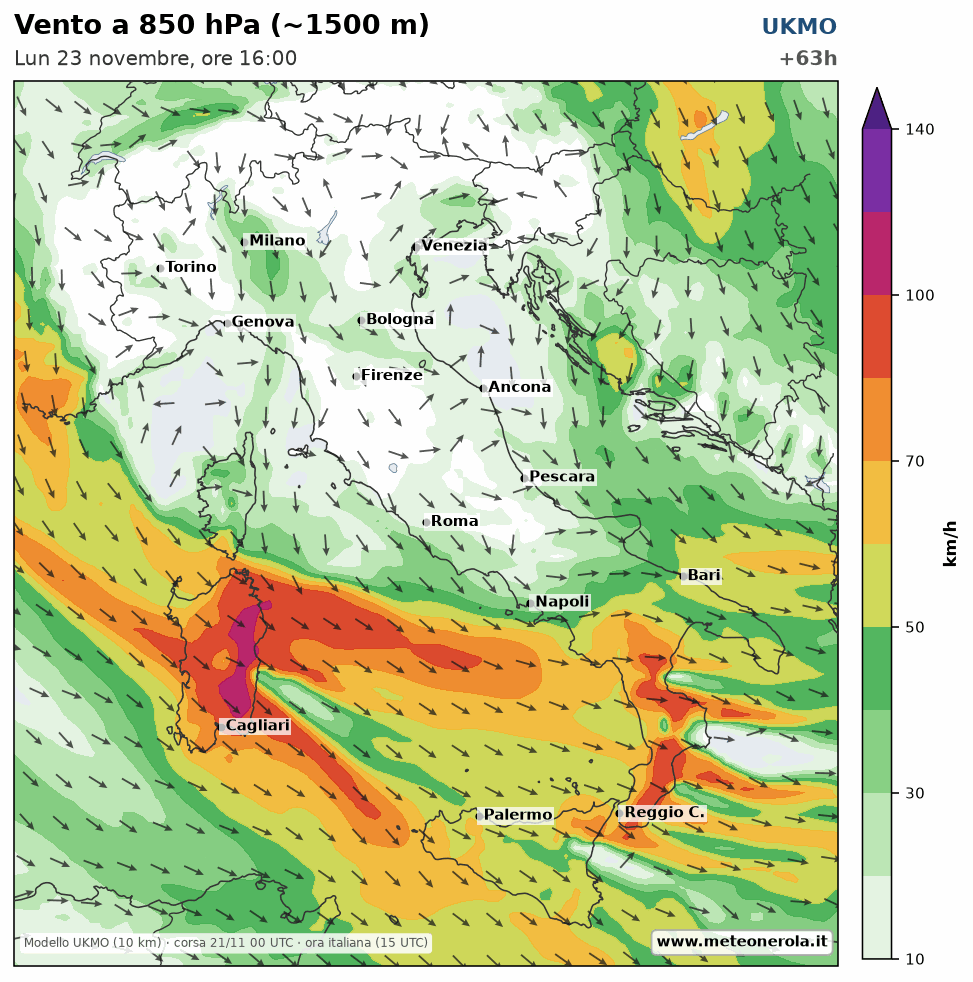 Vento a 850 hPa (~1500 m)
UKMO
Lun 23 novembre, ore 16:00
+63h
140
Milano
Venezia
Torino
100
Genova
Bologna
Firenze
Ancona
70
Pescara
Roma
km/h
Bari
Napoli
50
Cagliari
30
Palermo
Reggio C.
Modello UKMO (10 km) · corsa 21/11 00 UTC · ora italiana (15 UTC)
www.meteonerola.it
10